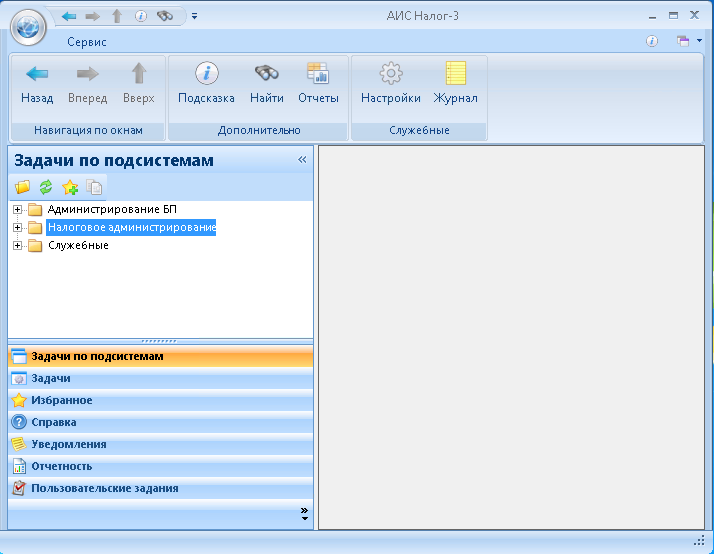 АИС Налог-3
Сервис
Назад Вперед Вверх Подсказка Найти Отчеты Настройки Журнал
Навигация по окнам Дополнительно Служебные
Задачи по подсистемам
Администрирование БП
Налоговое администрирование
Служебные
Задачи по подсистемам
Задачи
Избранное
Справка
Уведомления
Отчетность
Пользовательские задания